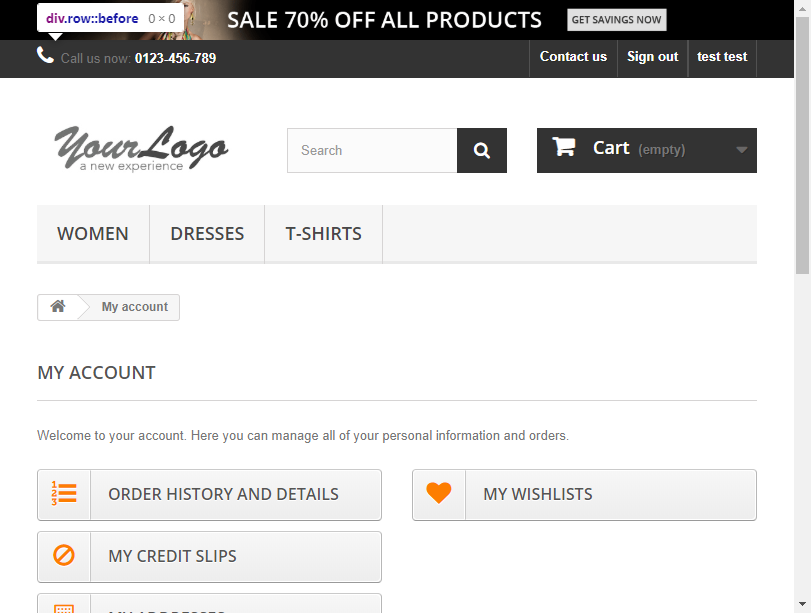 div.row::before 0 × 0
SALE 70% OFF ALL PRODUCTS GET SAVINGS NOW
Call us now: 0123-456-789
Contact us
Sign out
test test
YourLogo
a new experience
Search
Cart (empty)
WOMEN
DRESSES
T-SHIRTS
My account
MY ACCOUNT
Welcome to your account. Here you can manage all of your personal information and orders.
ORDER HISTORY AND DETAILS
MY WISHLISTS
MY CREDIT SLIPS
MY ADDRESSES